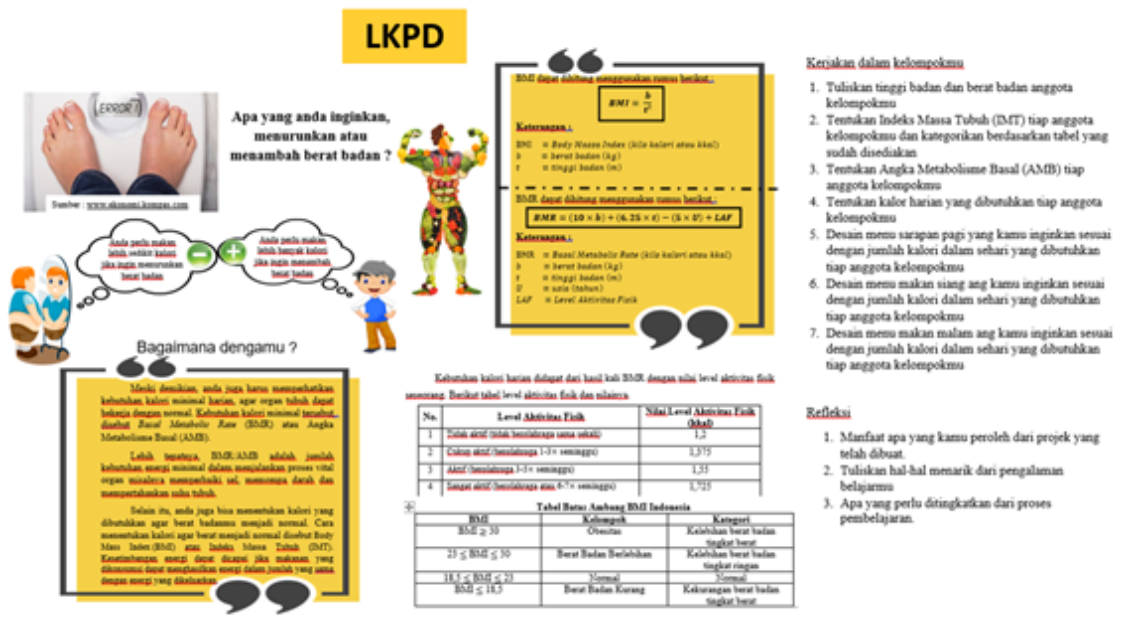 LKPD
ERROR !
Sumber : www.ekonomi.kompas.com
Apa yang anda inginkan,
menurunkan atau
menambah berat badan ?
Anda perlu makan
lebih sedikit kalori
jika ingin menurunkan
berat badan
Anda perlu makan
lebih banyak kalori
jika ingin menambah
berat badan
Bagaimana dengamu ?
Meski demikian, anda juga harus memperhatikan
kebutuhan kalori minimal harian, agar organ tubuh dapat
bekerja dengan normal. Kebutuhan kalori minimal tersebut,
disebut Basal Metabolic Rate (BMR) atau Angka
Metabolisme Basal (AMB).
Lebih tepatnya, BMR/AMB adalah jumlah
kebutuhan energi minimal dalam menjalankan proses vital
organ misalnya memperbaiki sel, memompa darah dan
mempertahankan suhu tubuh.
Selain itu, anda juga bisa menentukan kalori yang
dibutuhkan agar berat badanmu menjadi normal. Cara
menentukan kalori agar berat menjadi normal disebut Body
Mass Index (BMI) atau Indeks Massa Tubuh (IMT).
Kesetimbangan energi dapat dicapai jika makanan yang
dikonsumsi dapat menghasilkan energi dalam jumlah yang sama
dengan energi yang dikeluarkan.
BMI dapat dihitung menggunakan rumus berikut :
Keterangan :
BMI = Body Massa Index (kilo kalori atau kkal)
b = berat badan (kg)
t = tinggi badan (m)
BMR dapat dihitung menggunakan rumus berikut :
BMR = (10 × b) + (6,25 × t) − (5 × U) + LAF
Keterangan :
BMR = Basal Metabolic Rate (kilo kalori atau kkal)
b = berat badan (kg)
t = tinggi badan (m)
U = usia (tahun)
LAF = Level Aktivitas Fisik
Kebutuhan kalori harian didapat dari hasil kali BMR dengan nilai level aktivitas fisik
seseorang. Berikut tabel level aktivitas fisik dan nilainya
No. Level Aktivitas Fisik Nilai Level Aktivitas Fisik
(kkal)
1 Tidak aktif (tidak berolahraga sama sekali) 1,2
2 Cukup aktif (berolahraga 1-3× seminggu) 1,375
3 Aktif (berolahraga 3-5× seminggu) 1,55
4 Sangat aktif (berolahraga atau 6-7× seminggu) 1,725
Tabel Batas Ambang BMI Indonesia
BMI Kelompok Kategori
BMI ≥ 30 Obesitas Kelebihan berat badan
tingkat berat
25 ≤ BMI ≤ 30 Berat Badan Berlebihan Kelebihan berat badan
tingkat ringan
18,5 ≤ BMI ≤ 25 Normal Normal
BMI ≤ 18,5 Berat Badan Kurang Kekurangan berat badan
tingkat berat
Kerjakan dalam kelompokmu
1. Tuliskan tinggi badan dan berat badan anggota
kelompokmu
2. Tentukan Indeks Massa Tubuh (IMT) tiap anggota
kelompokmu dan kategorikan berdasarkan tabel yang
sudah disediakan
3. Tentukan Angka Metabolisme Basal (AMB) tiap
anggota kelompokmu
4. Tentukan kalor harian yang dibutuhkan tiap anggota
kelompokmu
5. Desain menu sarapan pagi yang kamu inginkan sesuai
dengan jumlah kalori dalam sehari yang dibutuhkan
tiap anggota kelompokmu
6. Desain menu makan siang ang kamu inginkan sesuai
dengan jumlah kalori dalam sehari yang dibutuhkan
tiap anggota kelompokmu
7. Desain menu makan malam ang kamu inginkan sesuai
dengan jumlah kalori dalam sehari yang dibutuhkan
tiap anggota kelompokmu
Refleksi
1. Manfaat apa yang kamu peroleh dari projek yang
telah dibuat.
2. Tuliskan hal-hal menarik dari pengalaman
belajarmu
3. Apa yang perlu ditingkatkan dari proses
pembelajaran.